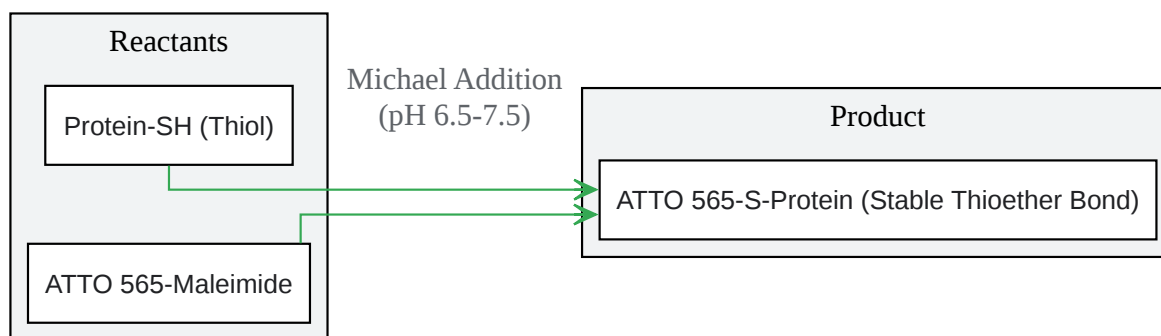 Reactants
Protein-SH (Thiol)
ATTO 565-Maleimide
Michael Addition
(pH 6.5-7.5)
Product
ATTO 565-S-Protein (Stable Thioether Bond)